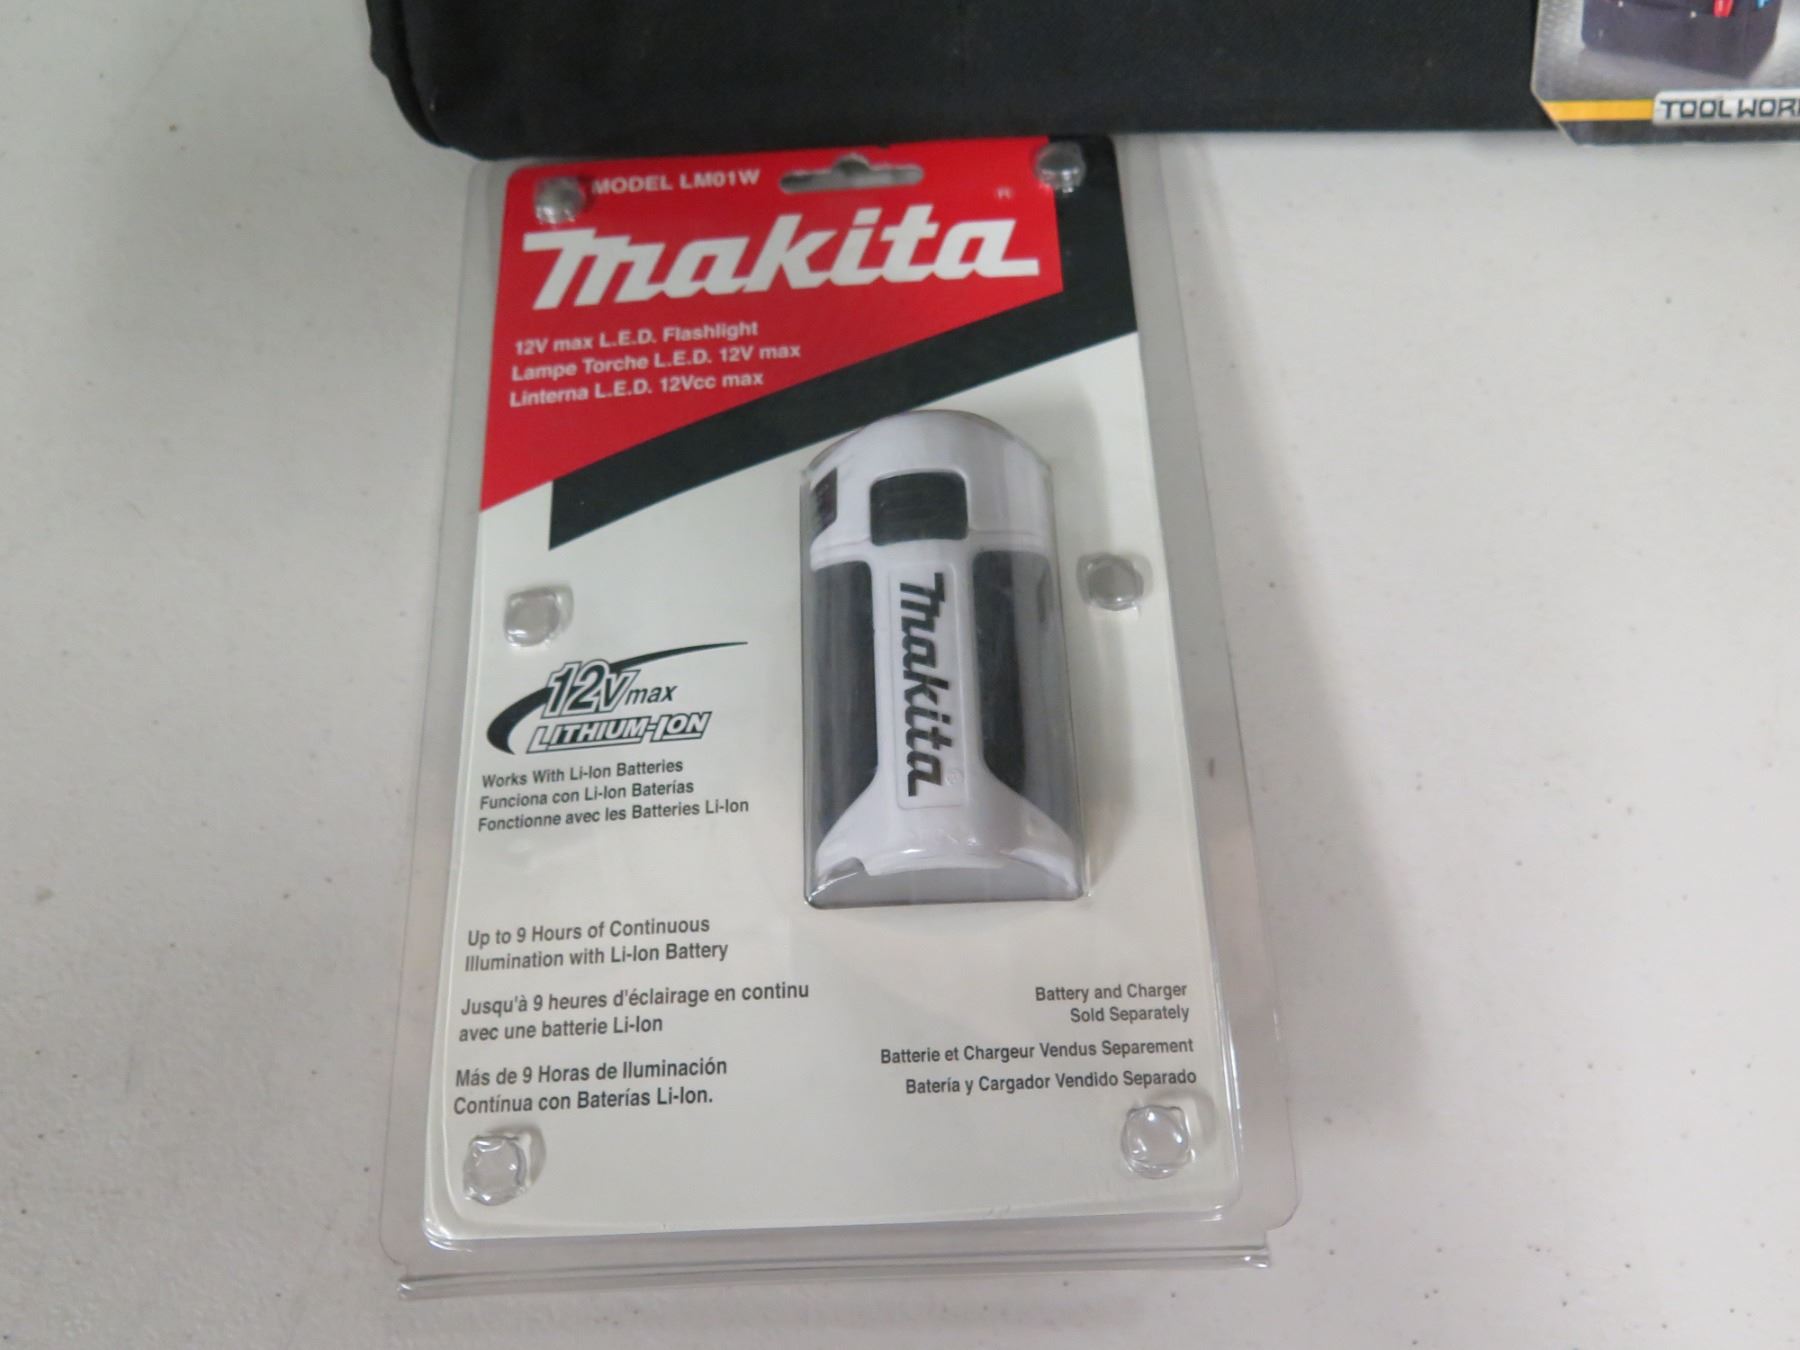 TOOLWOR
MODEL LM01W
makita
12V max L.E.D. Flashlight
Lampe Torche L.E.D. 12V max
Linterna L.E.D. 12Vcc max
makita®
12Vmax
LITHIUM-ION
Works With Li-Ion Batteries
Funciona con Li-Ion Baterías
Fonctionne avec les Batteries Li-Ion
Up to 9 Hours of Continuous
Illumination with Li-Ion Battery
Jusqu'à 9 heures d'éclairage en continu
avec une batterie Li-Ion
Más de 9 Horas de Iluminación
Contínua con Baterías Li-Ion.
Battery and Charger
Sold Separately
Batterie et Chargeur Vendus Separement
Batería y Cargador Vendido Separado